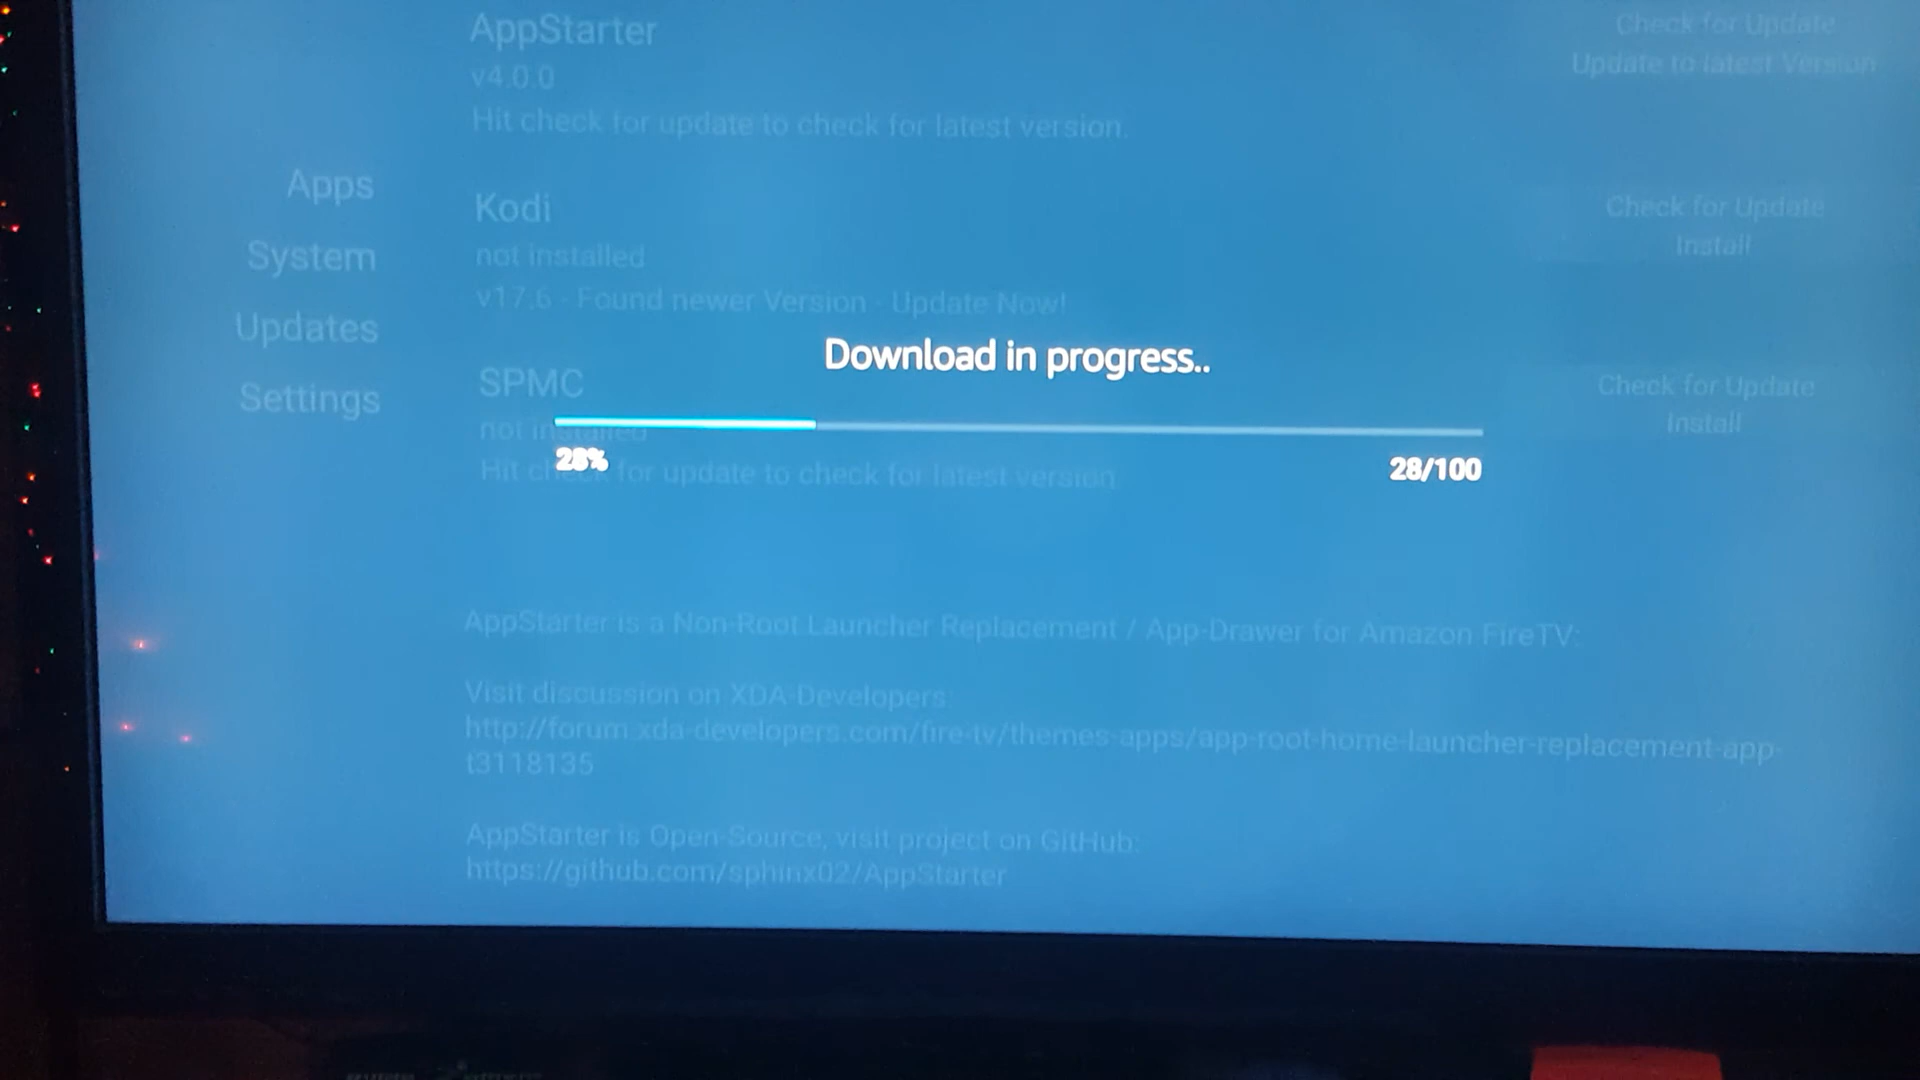 AppStarter
v4.0.0
Hit check for update to check for latest version.
Check for Update
Update to latest Version
Apps
System
Updates
Settings
Kodi
not installed
v17.6 - Found newer Version - Update Now!
Check for Update
Install
Download in progress..
SPMC
not installed
Hit check for update to check for latest version
Check for Update
Install
28%
28/100
AppStarter is a Non-Root Launcher Replacement / App-Drawer for Amazon FireTV:
Visit discussion on XDA-Developers:
http://forum.xda-developers.com/fire-tv/themes-apps/app-root-home-launcher-replacement-app-
t3118135
AppStarter is Open-Source, visit project on GitHub:
https://github.com/sphinx02/AppStarter